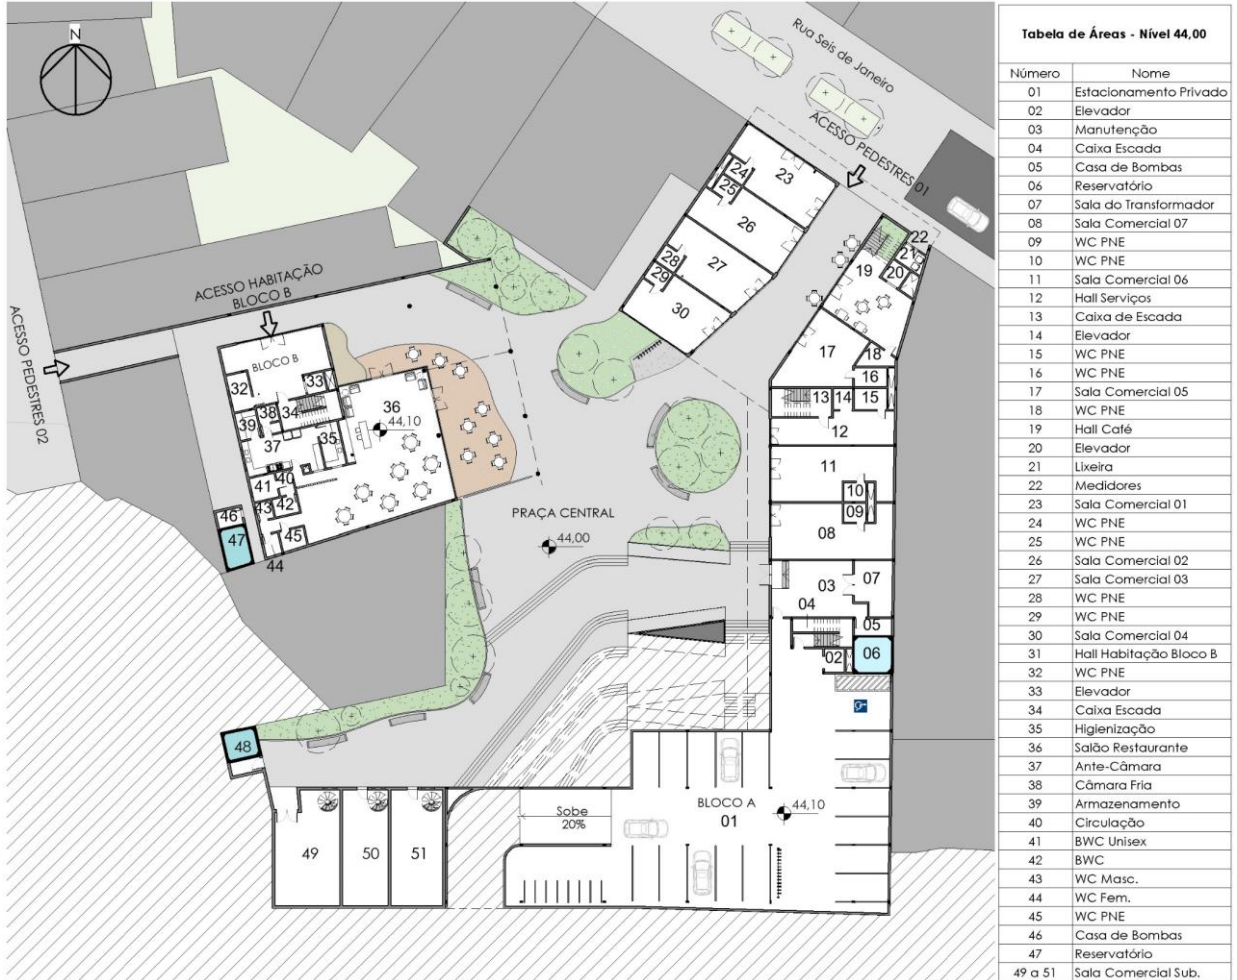 N
Rua Seis de Janeiro
ACESSO PEDESTRES 01
24
23
25
26
28
27
29
30
22
21
19
20
17
18
16
13
14
15
12
11
10
09
08
03
07
04
05
02
06
ACESSO HABITAÇÃO
BLOCO B
ACESSO PEDESTRES 02
BLOCO B
32
33
38
34
36
44,10
39
37
35
41
40
43
42
45
46
47
44
PRAÇA CENTRAL
44,00
48
49
50
51
Sobe
20%
BLOCO A
01
44,10
Tabela de Áreas - Nível 44,00
Número Nome
01 Estacionamento Privado
02 Elevador
03 Manutenção
04 Caixa Escada
05 Casa de Bombas
06 Reservatório
07 Sala do Transformador
08 Sala Comercial 07
09 WC PNE
10 WC PNE
11 Sala Comercial 06
12 Hall Serviços
13 Caixa de Escada
14 Elevador
15 WC PNE
16 WC PNE
17 Sala Comercial 05
18 WC PNE
19 Hall Café
20 Elevador
21 Lixeira
22 Medidores
23 Sala Comercial 01
24 WC PNE
25 WC PNE
26 Sala Comercial 02
27 Sala Comercial 03
28 WC PNE
29 WC PNE
30 Sala Comercial 04
31 Hall Habitação Bloco B
32 WC PNE
33 Elevador
34 Caixa Escada
35 Higienização
36 Salão Restaurante
37 Ante-Câmara
38 Câmara Fria
39 Armazenamento
40 Circulação
41 BWC Unisex
42 BWC
43 WC Masc.
44 WC Fem.
45 WC PNE
46 Casa de Bombas
47 Reservatório
49 a 51 Sala Comercial Sub.